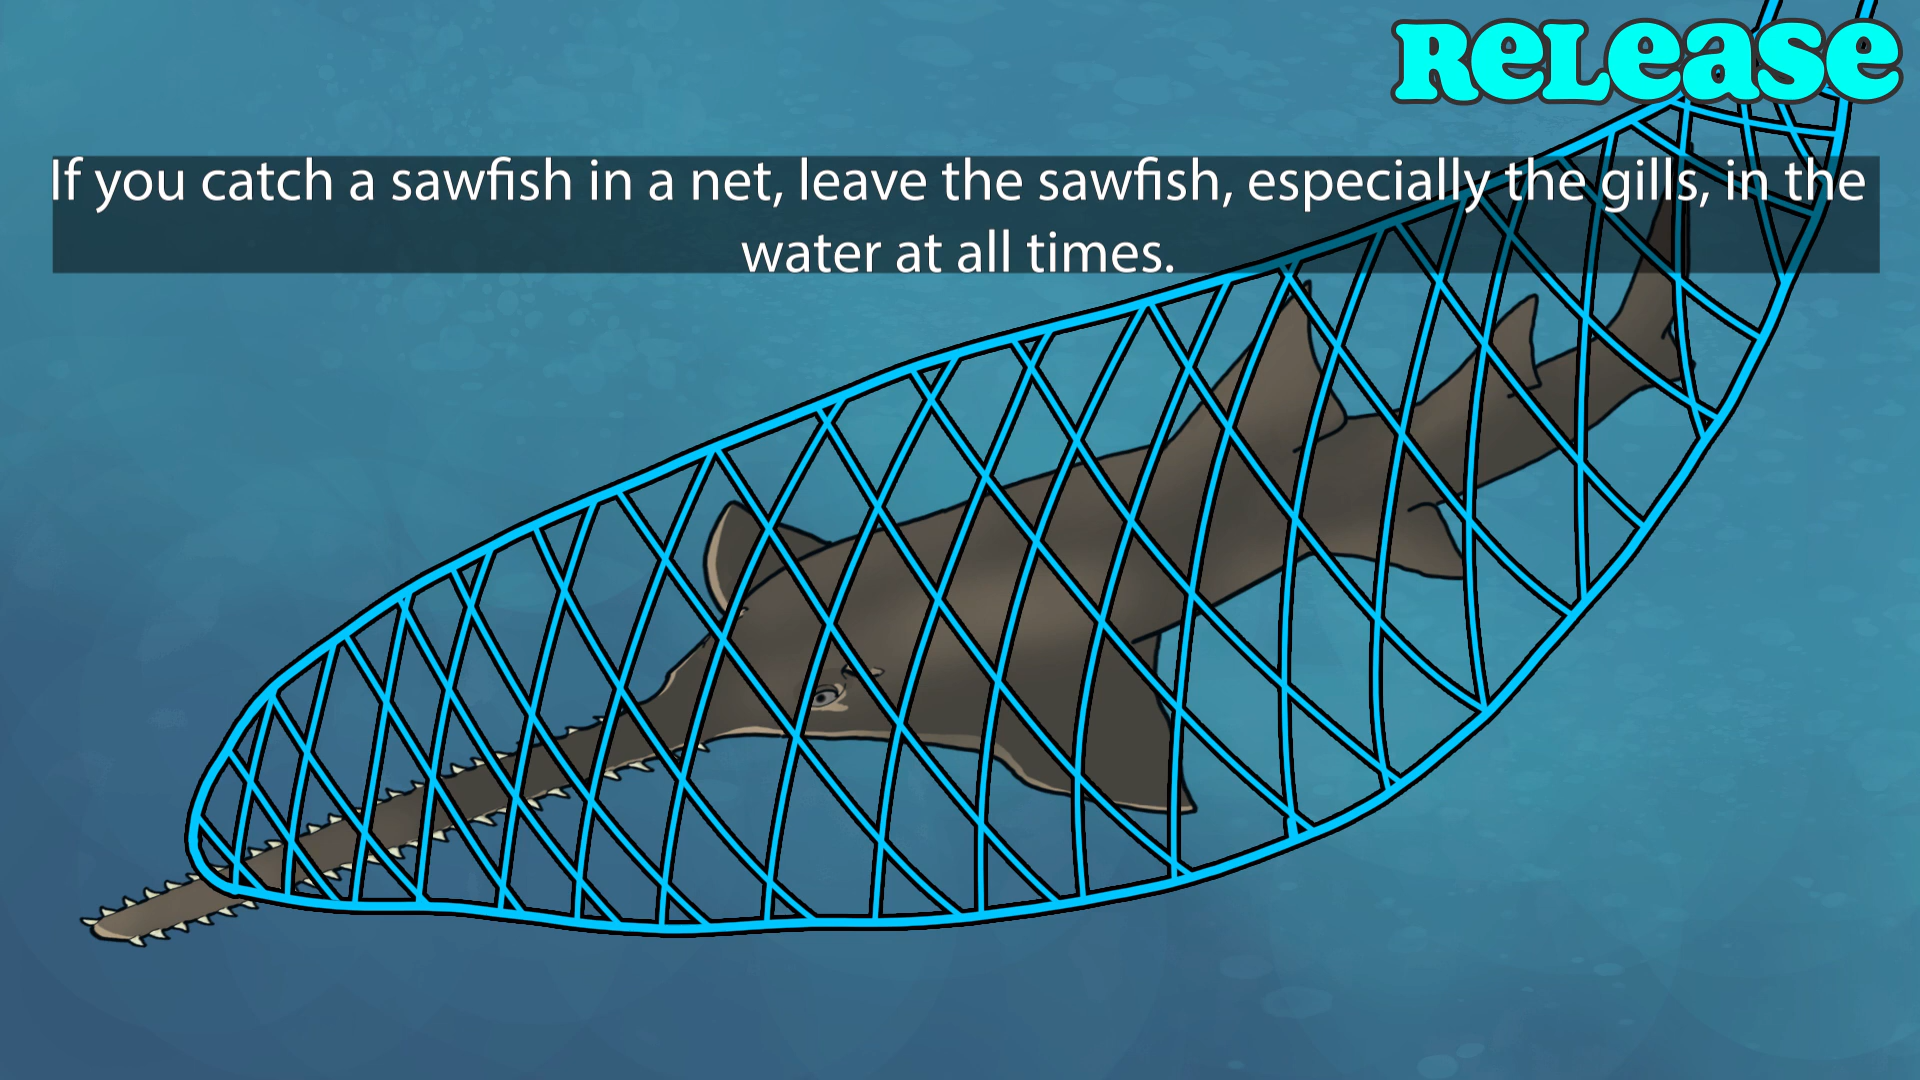 ReLease
If you catch a sawfish in a net, leave the sawfish, especially the gills, in the
water at all times.